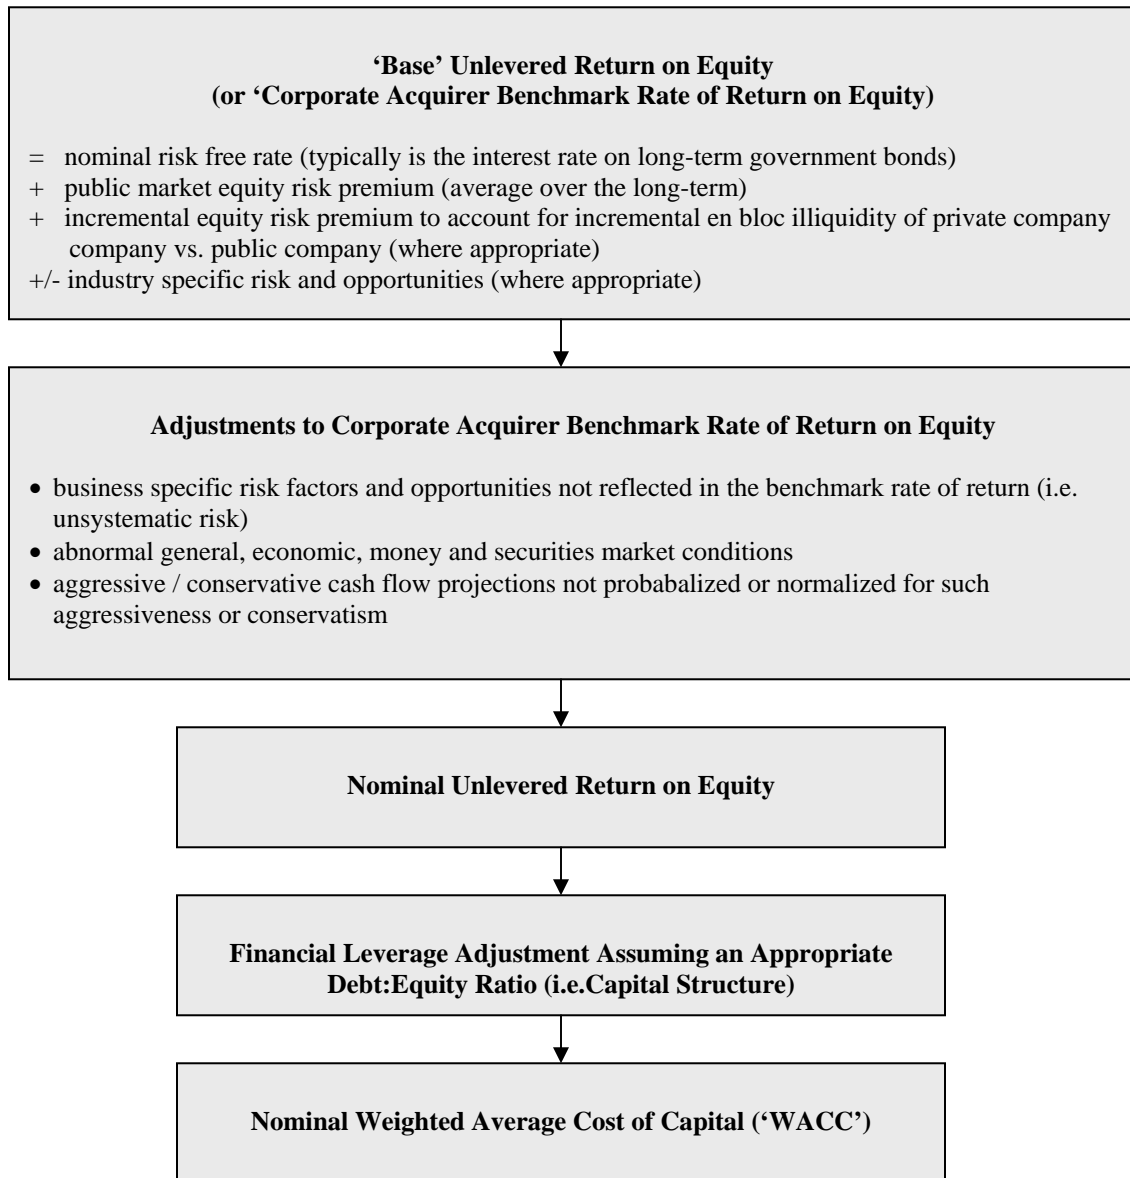 ‘Base’ Unlevered Return on Equity
(or ‘Corporate Acquirer Benchmark Rate of Return on Equity)
= nominal risk free rate (typically is the interest rate on long-term government bonds)
+ public market equity risk premium (average over the long-term)
+ incremental equity risk premium to account for incremental en bloc illiquidity of private company
company vs. public company (where appropriate)
+/- industry specific risk and opportunities (where appropriate)
Adjustments to Corporate Acquirer Benchmark Rate of Return on Equity
• business specific risk factors and opportunities not reflected in the benchmark rate of return (i.e.
unsystematic risk)
• abnormal general, economic, money and securities market conditions
• aggressive / conservative cash flow projections not probabalized or normalized for such
aggressiveness or conservatism
Nominal Unlevered Return on Equity
Financial Leverage Adjustment Assuming an Appropriate
Debt:Equity Ratio (i.e.Capital Structure)
Nominal Weighted Average Cost of Capital (‘WACC’)